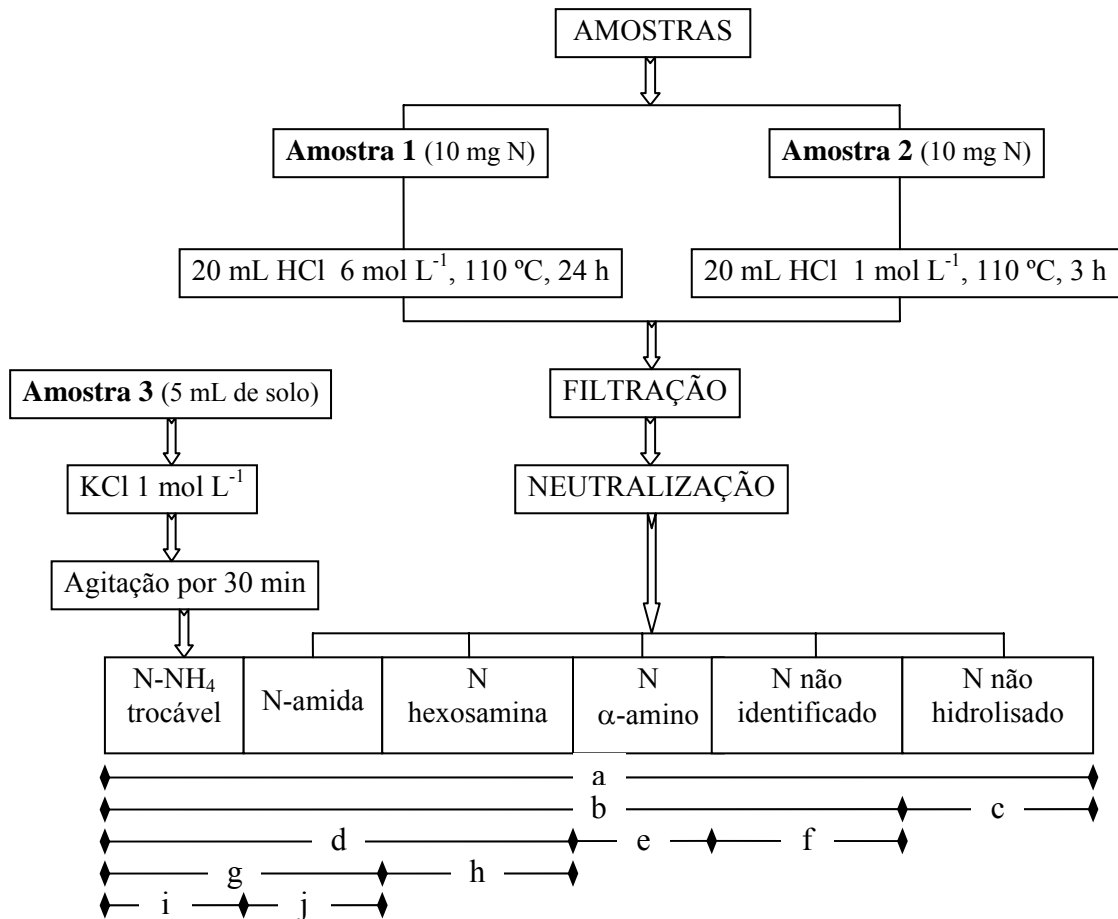 AMOSTRAS
Amostra 1 (10 mg N)
Amostra 2 (10 mg N)
20 mL HCl 6 mol L⁻¹, 110 ºC, 24 h
20 mL HCl 1 mol L⁻¹, 110 ºC, 3 h
Amostra 3 (5 mL de solo)
FILTRAÇÃO
KCl 1 mol L⁻¹
NEUTRALIZAÇÃO
Agitação por 30 min
N-NH₄
trocável
N-amida
N
hexosamina
N
α-amino
N não
identificado
N não
hidrolisado
a
b
c
d
e
f
g
h
i
j